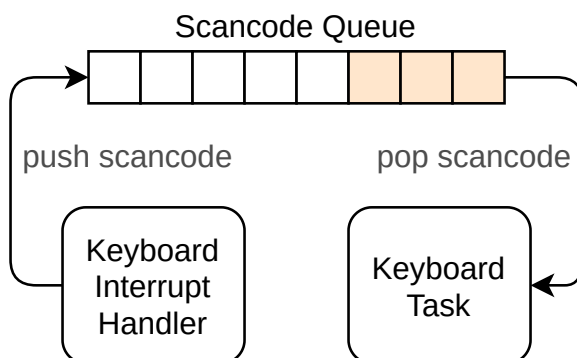 Scancode Queue
push scancode
pop scancode
Keyboard
Interrupt
Handler
Keyboard
Task